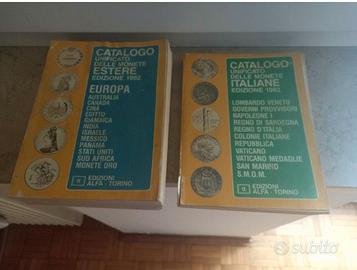 CATALOGO
UNIFICATO
DELLE MONETE
ESTERE
EDIZIONE 1982
EUROPA
AUSTRALIA
CANADA
CINA
EGITTO
GIAMAICA
INDIA
ISRAELE
MESSICO
PANAMA
STATI UNITI
SUD AFRICA
MONETE ORO
EDIZIONI
ALFA - TORINO
CATALOGO
UNIFICATO
DELLE MONETE
ITALIANE
EDIZIONE 1982
LOMBARDO VENETO
GOVERNI PROVVISORI
NAPOLEONE I
REGNO DI SARDEGNA
REGNO D'ITALIA
COLONIE ITALIANE
REPUBBLICA
VATICANO
VATICANO MEDAGLIE
SAN MARINO
S.M.O.M.
EDIZIONI
ALFA - TORINO
subito